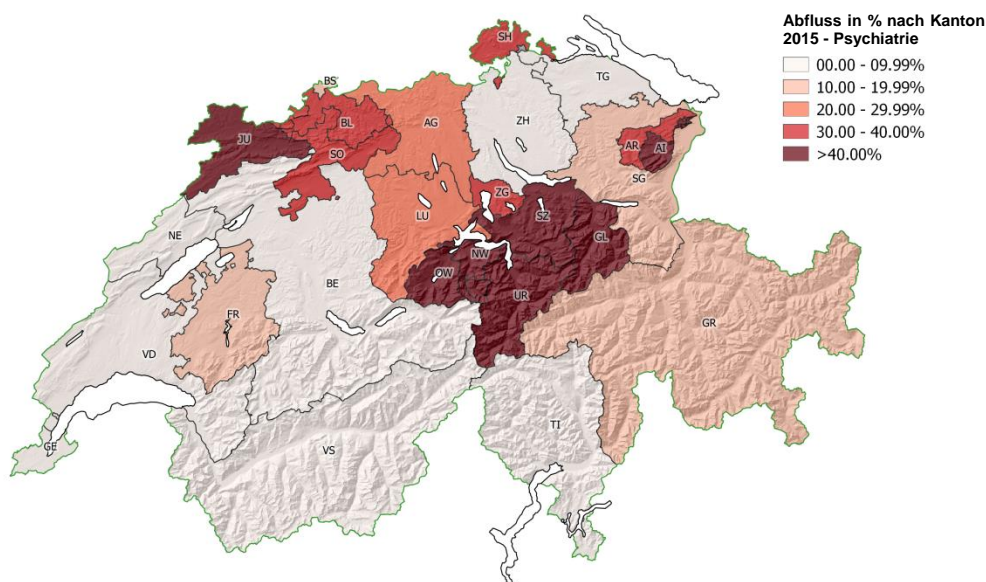 Abfluss in % nach Kanton
2015 - Psychiatrie
00.00 - 09.99%
10.00 - 19.99%
20.00 - 29.99%
30.00 - 40.00%
>40.00%
SH
TG
BS
BL
AG
ZH
JU
SO
AR
AI
SG
ZG
SZ
LU
GL
NE
NW
OW
BE
UR
FR
GR
VD
TI
GE
VS